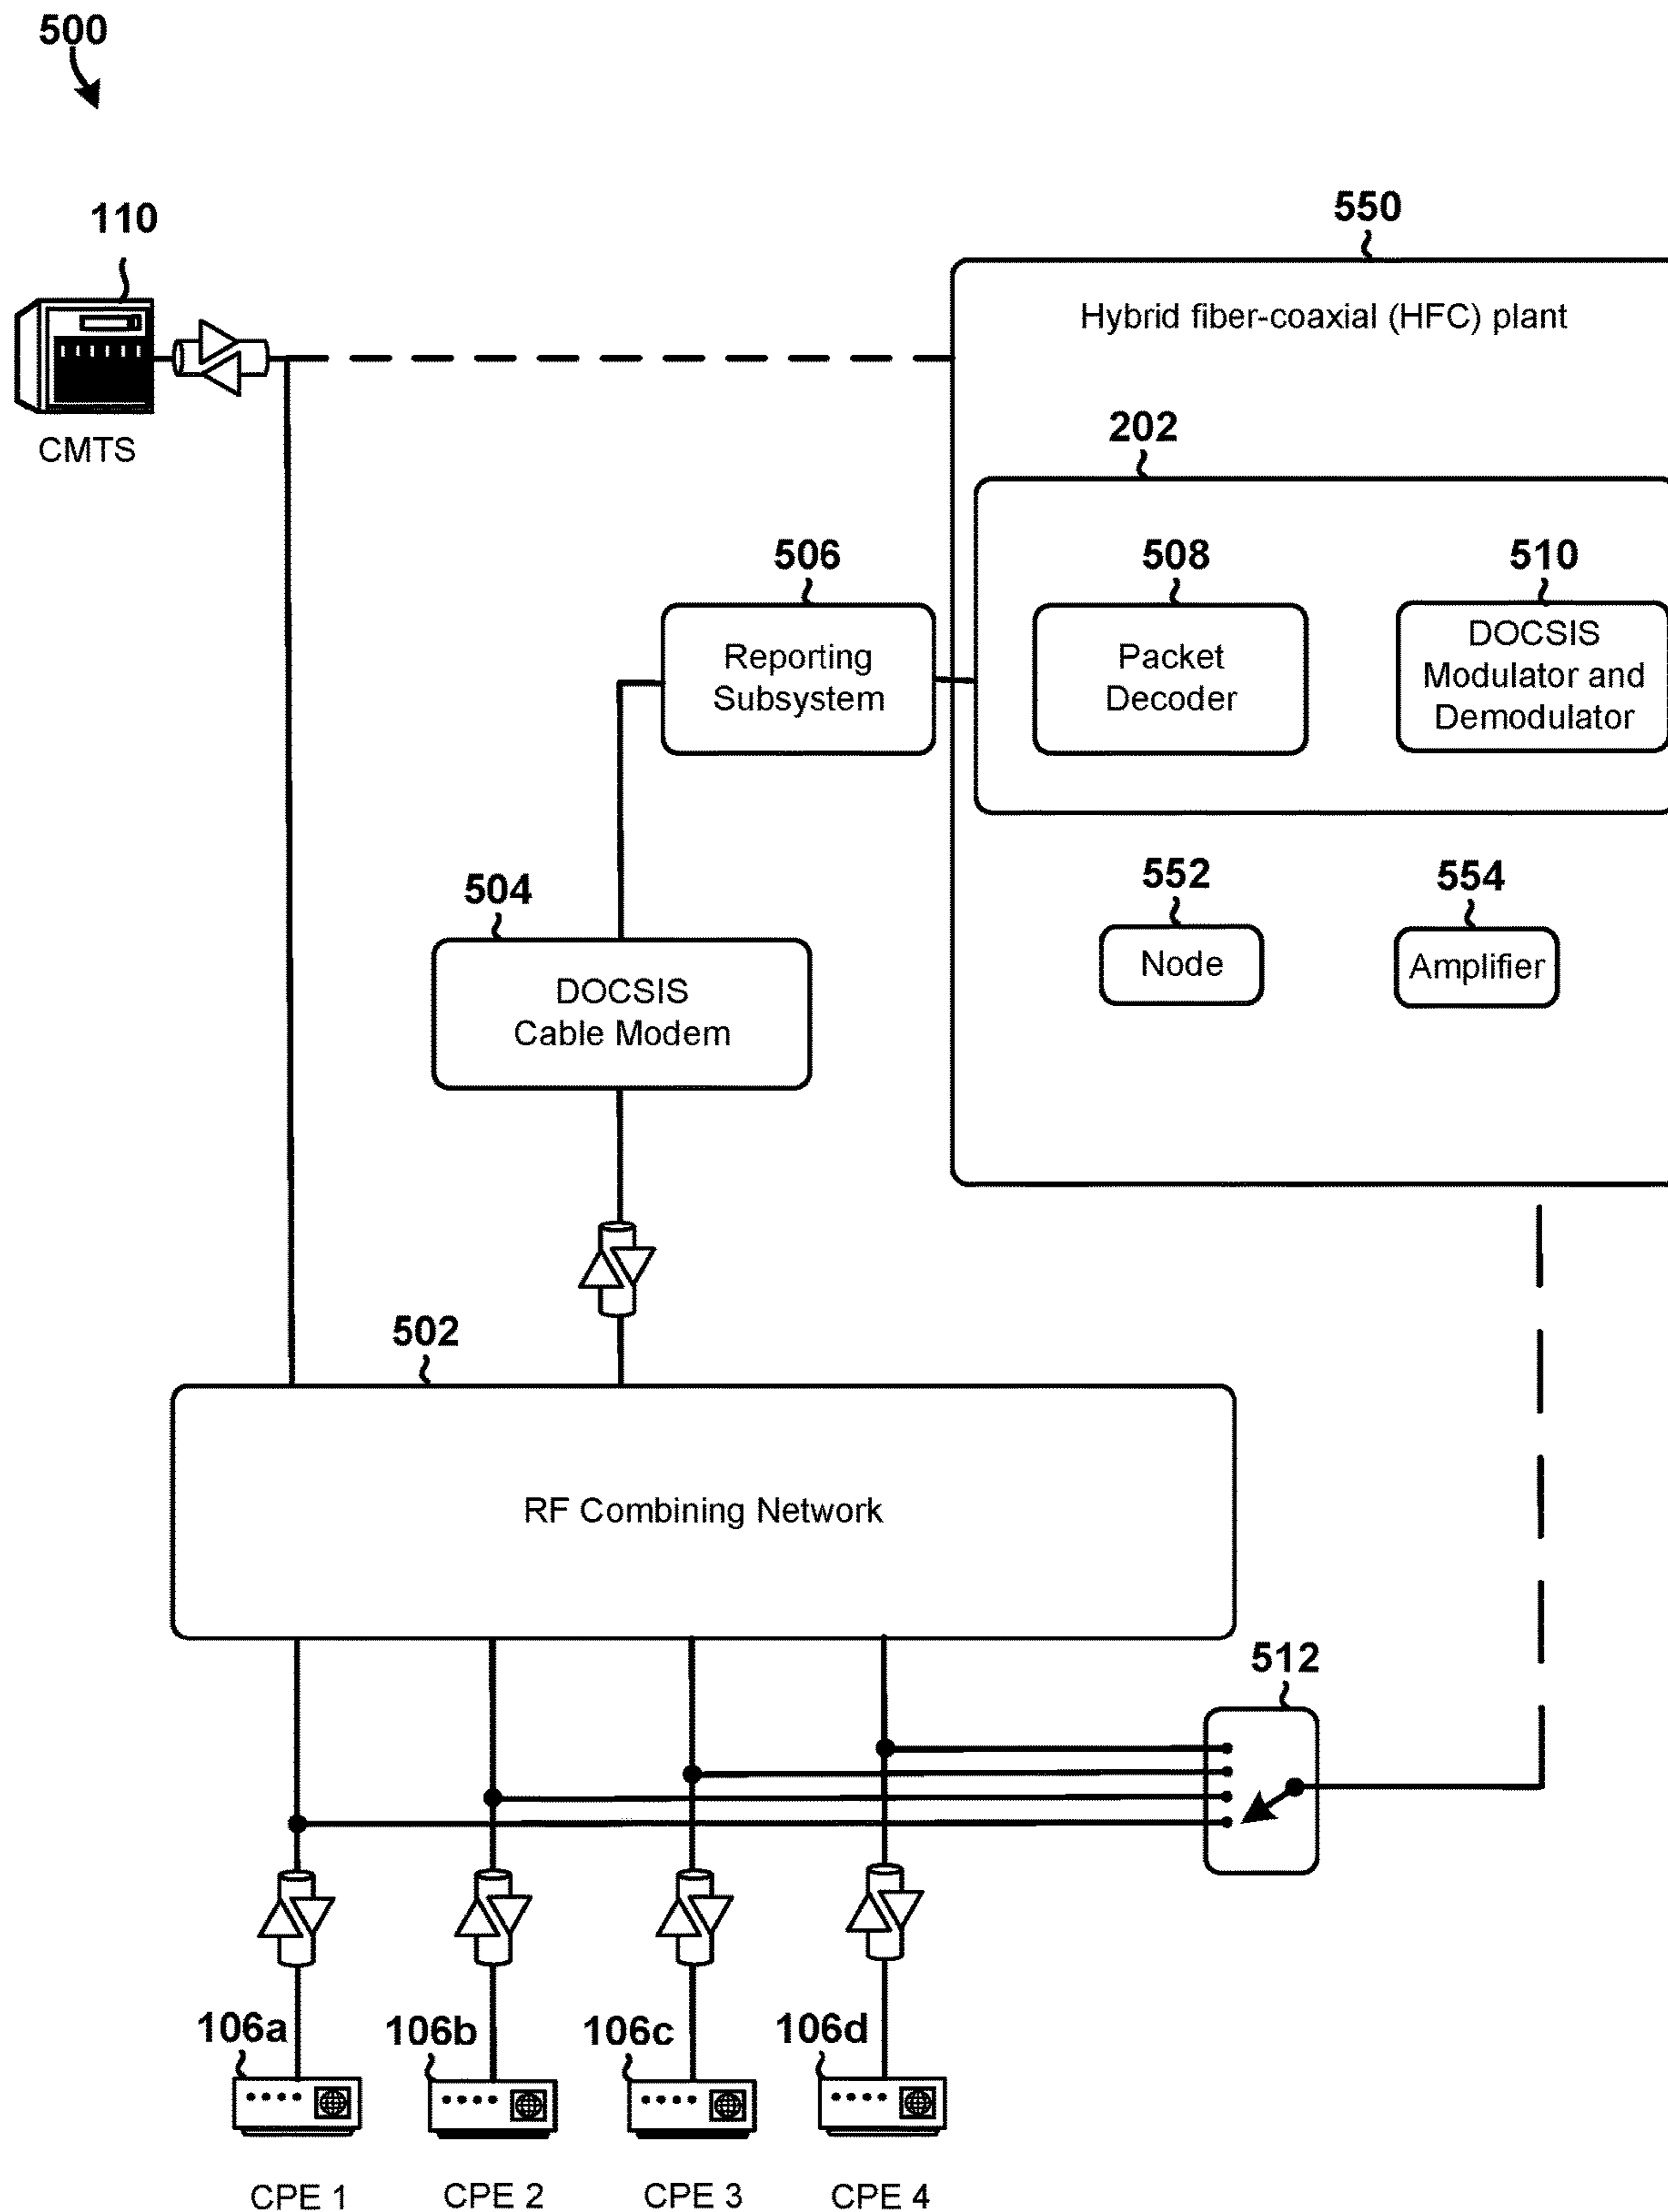 500
110
CMTS
550
Hybrid fiber-coaxial (HFC) plant
202
506
Reporting
Subsystem
508
Packet
Decoder
510
DOCSIS
Modulator and
Demodulator
552
Node
554
Amplifier
504
DOCSIS
Cable Modem
502
RF Combining Network
512
106a
106b
106c
106d
CPE 1
CPE 2
CPE 3
CPE 4